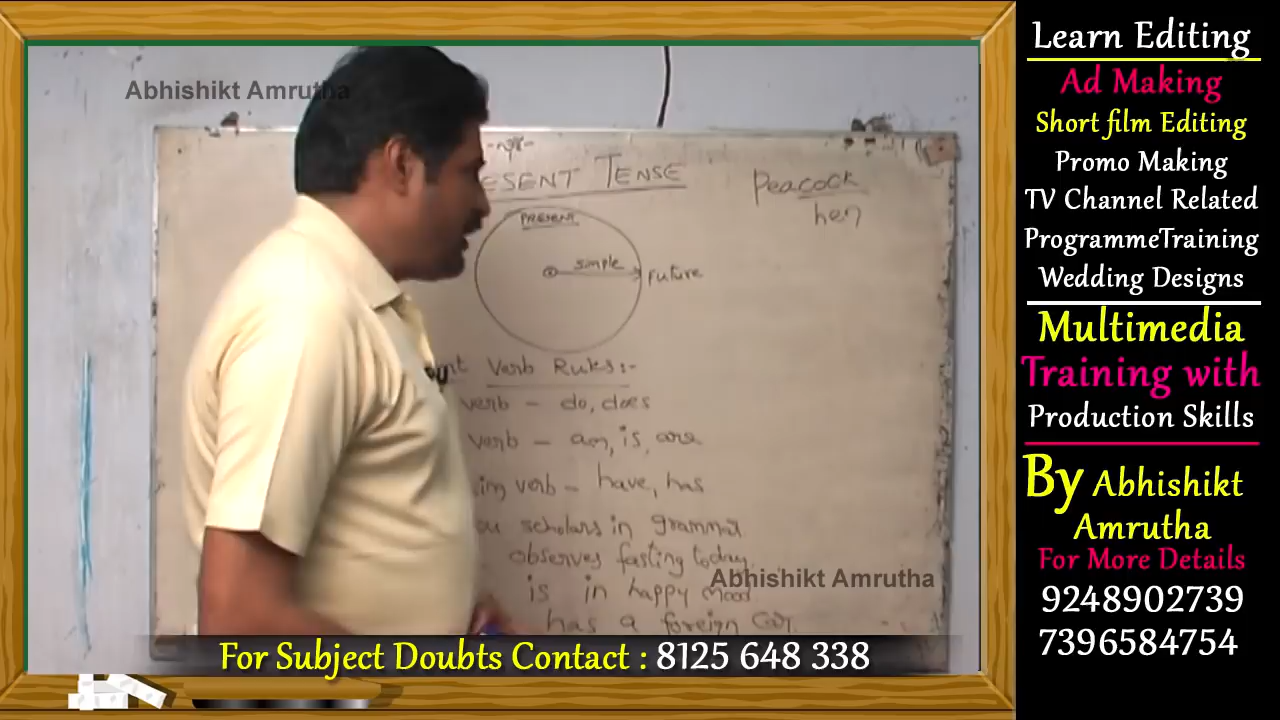 Abhishikt Amrutha
ESENT TENSE
Peacock
hen
PRESENT
simple
Future
nt Verb Rules:-
verb - do, does
verb - am, is, are
ing verb - have, has
scholars in grammar
observes fasting today
is in happy mood
has a foreign car
Abhishikt Amrutha
For Subject Doubts Contact : 8125 648 338
Learn Editing
Ad Making
Short film Editing
Promo Making
TV Channel Related
ProgrammeTraining
Wedding Designs
Multimedia
Training with
Production Skills
By Abhishikt
Amrutha
For More Details
9248902739
7396584754